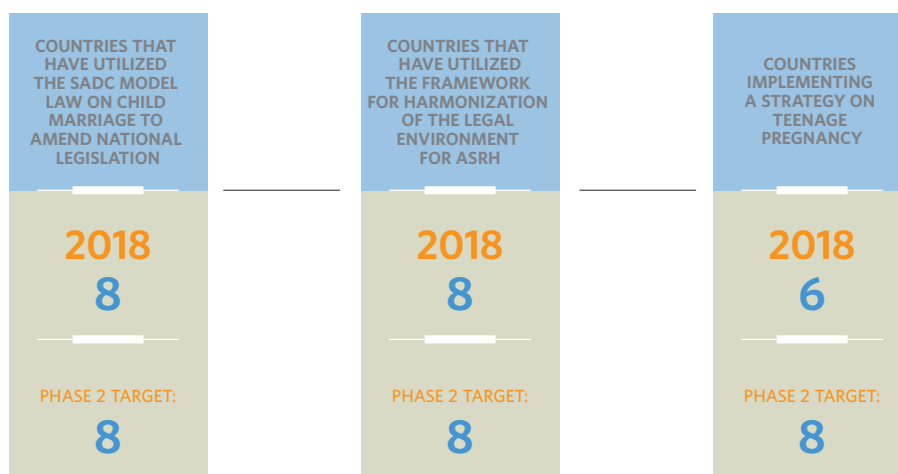 COUNTRIES THAT
HAVE UTILIZED
THE SADC MODEL
LAW ON CHILD
MARRIAGE TO
AMEND NATIONAL
LEGISLATION
2018
8
PHASE 2 TARGET:
8
COUNTRIES THAT
HAVE UTILIZED
THE FRAMEWORK
FOR HARMONIZATION
OF THE LEGAL
ENVIRONMENT
FOR ASRH
2018
8
PHASE 2 TARGET:
8
COUNTRIES
IMPLEMENTING
A STRATEGY ON
TEENAGE
PREGNANCY
2018
6
PHASE 2 TARGET:
8